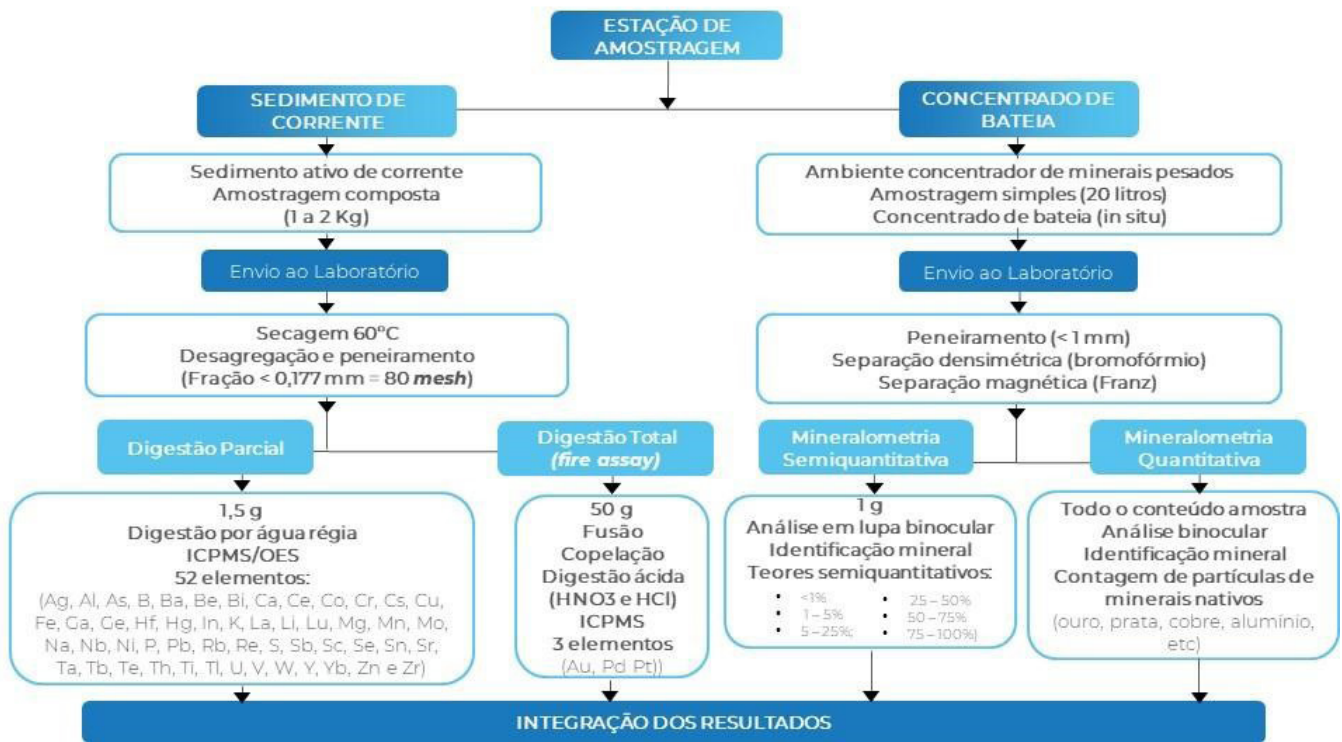 ESTAÇÃO DE
AMOSTRAGEM
SEDIMENTO DE
CORRENTE
CONCENTRADO DE
BATEIA
Sedimento ativo de corrente
Amostragem composta
(1 a 2 Kg)
Ambiente concentrador de minerais pesados
Amostragem simples (20 litros)
Concentrado de bateia (in situ)
Envio ao Laboratório
Envio ao Laboratório
Secagem 60°C
Desagregação e peneiramento
(Fração < 0,177 mm = 80 mesh)
Peneiramento (< 1 mm)
Separação densimétrica (bromofórmio)
Separação magnética (Franz)
Digestão Parcial
Digestão Total
(fire assay)
Mineralometria
Semiquantitativa
Mineralometria
Quantitativa
1,5 g
Digestão por água régia
ICPMS/OES
52 elementos:
(Ag, Al, As, B, Ba, Be, Bi, Ca, Ce, Co, Cr, Cs, Cu,
Fe, Ga, Ge, Hf, Hg, In, K, La, Li, Lu, Mg, Mn, Mo,
Na, Nb, Ni, P, Pb, Rb, Re, S, Sb, Sc, Se, Sn, Sr,
Ta, Tb, Te, Th, Ti, Tl, U, V, W, Y, Yb, Zn e Zr)
50 g
Fusão
Copelação
Digestão ácida
(HNO3 e HCl)
ICPMS
3 elementos
(Au, Pd Pt))
1 g
Análise em lupa binocular
Identificação mineral
Teores semiquantitativos:
• <1%
• 1 – 5%
• 5 – 25%;
• 25 – 50%
• 50 – 75%
• 75 – 100%)
Todo o conteúdo amostra
Análise binocular
Identificação mineral
Contagem de partículas de
minerais nativos
(ouro, prata, cobre, alumínio,
etc)
INTEGRAÇÃO DOS RESULTADOS